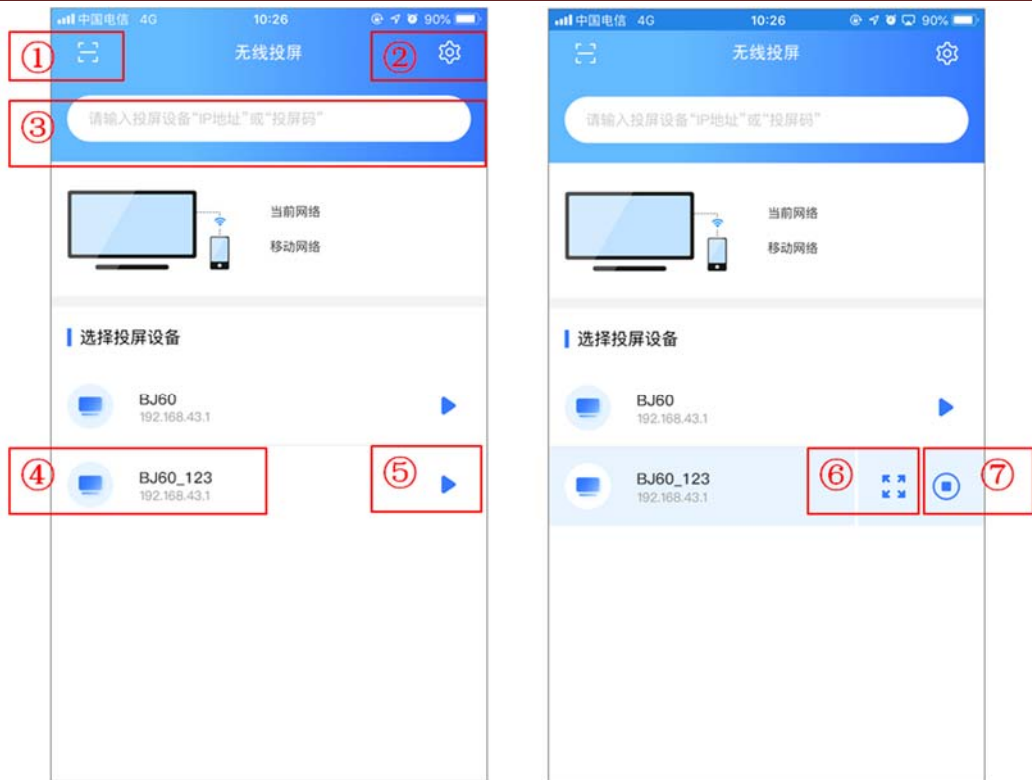 中国电信 4G 10:26 90%
① 无线投屏 ②
③ 请输入投屏设备“IP地址”或“投屏码”
当前网络
移动网络
选择投屏设备
BJ60
192.168.43.1
④ BJ60_123 ⑤
192.168.43.1
中国电信 4G 10:26 90%
无线投屏
请输入投屏设备“IP地址”或“投屏码”
当前网络
移动网络
选择投屏设备
BJ60
192.168.43.1
BJ60_123 ⑥ ⑦
192.168.43.1